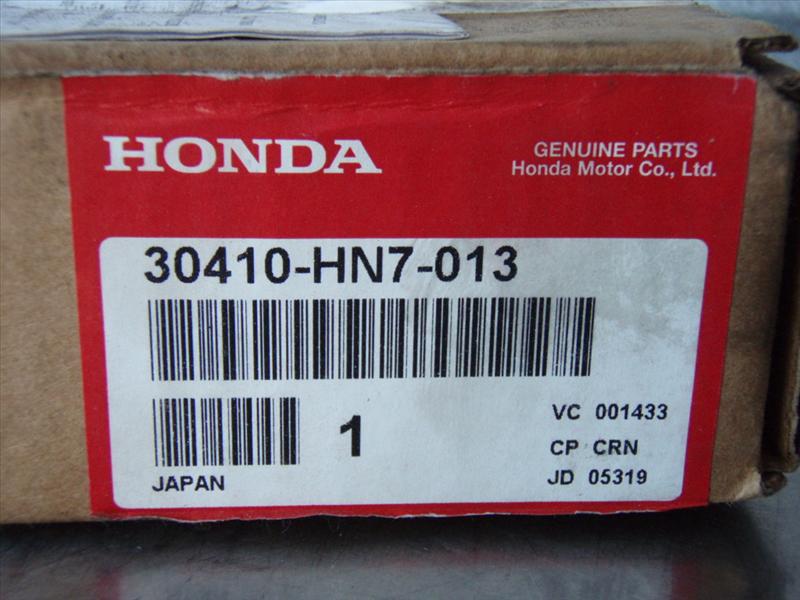 HONDA
GENUINE PARTS
Honda Motor Co., Ltd.
30410-HN7-013
1
VC 001433
CP CRN
JAPAN
JD 05319